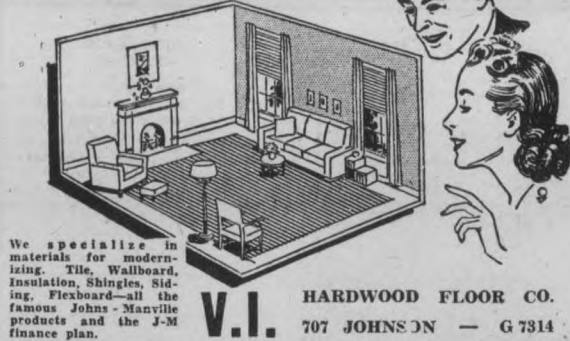 We specialize in
materials for modern-
izing. Tile, Wallboard,
Insulation, Shingles, Sid-
ing, Flexboard—all the
famous Johns - Manville
products and the J-M
finance plan.
V.I. HARDWOOD FLOOR CO.
707 JOHNSON — G 7314